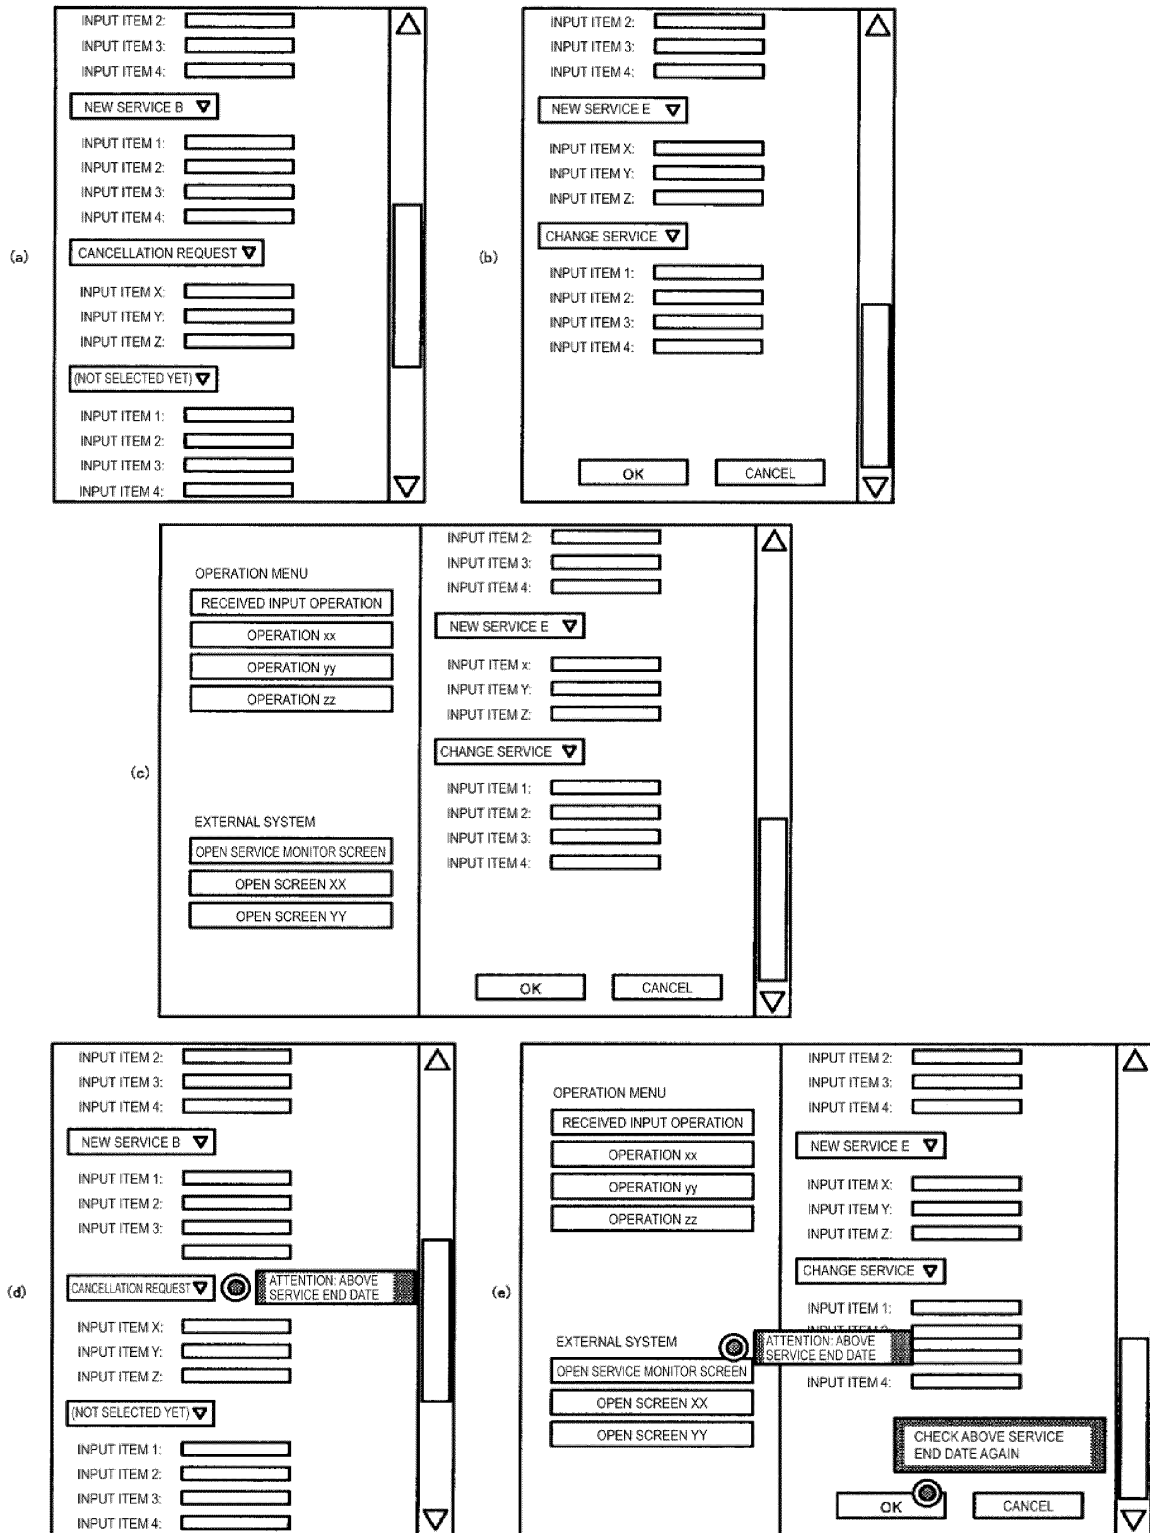 INPUT ITEM 2:
INPUT ITEM 3:
INPUT ITEM 4:
NEW SERVICE B
INPUT ITEM 1:
INPUT ITEM 2:
INPUT ITEM 3:
INPUT ITEM 4:
(a)
CANCELLATION REQUEST
INPUT ITEM X:
INPUT ITEM Y:
INPUT ITEM Z:
(NOT SELECTED YET)
INPUT ITEM 1:
INPUT ITEM 2:
INPUT ITEM 3:
INPUT ITEM 4:
INPUT ITEM 2:
INPUT ITEM 3:
INPUT ITEM 4:
NEW SERVICE E
INPUT ITEM X:
INPUT ITEM Y:
INPUT ITEM Z:
CHANGE SERVICE
(b)
INPUT ITEM 1:
INPUT ITEM 2:
INPUT ITEM 3:
INPUT ITEM 4:
OK CANCEL
(c)
OPERATION MENU
RECEIVED INPUT OPERATION
OPERATION xx
OPERATION yy
OPERATION zz
EXTERNAL SYSTEM
OPEN SERVICE MONITOR SCREEN
OPEN SCREEN XX
OPEN SCREEN YY
INPUT ITEM 2:
INPUT ITEM 3:
INPUT ITEM 4:
NEW SERVICE E
INPUT ITEM x:
INPUT ITEM Y:
INPUT ITEM Z:
CHANGE SERVICE
INPUT ITEM 1:
INPUT ITEM 2:
INPUT ITEM 3:
INPUT ITEM 4:
OK CANCEL
INPUT ITEM 2:
INPUT ITEM 3:
INPUT ITEM 4:
NEW SERVICE B
INPUT ITEM 1:
INPUT ITEM 2:
INPUT ITEM 3:
(d)
CANCELLATION REQUEST
ATTENTION: ABOVE
SERVICE END DATE
INPUT ITEM X:
INPUT ITEM Y:
INPUT ITEM Z:
(NOT SELECTED YET)
INPUT ITEM 1:
INPUT ITEM 2:
INPUT ITEM 3:
INPUT ITEM 4:
(e)
OPERATION MENU
RECEIVED INPUT OPERATION
OPERATION xx
OPERATION yy
OPERATION zz
EXTERNAL SYSTEM
OPEN SERVICE MONITOR SCREEN
OPEN SCREEN XX
OPEN SCREEN YY
INPUT ITEM 2:
INPUT ITEM 3:
INPUT ITEM 4:
NEW SERVICE E
INPUT ITEM X:
INPUT ITEM Y:
INPUT ITEM Z:
CHANGE SERVICE
INPUT ITEM 1:
ATTENTION: ABOVE
SERVICE END DATE
INPUT ITEM 4:
CHECK ABOVE SERVICE
END DATE AGAIN
OK CANCEL